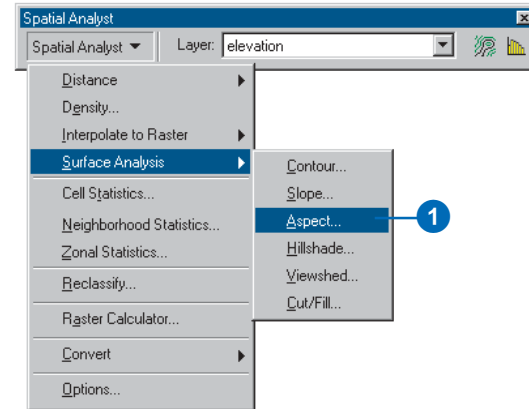 Spatial Analyst
Spatial Analyst Layer: elevation
Distance
Density...
Interpolate to Raster
Surface Analysis
Cell Statistics...
Neighborhood Statistics...
Zonal Statistics...
Reclassify...
Raster Calculator...
Convert
Options...
Contour...
Slope...
Aspect... 1
Hillshade...
Viewshed...
Cut/Fill...